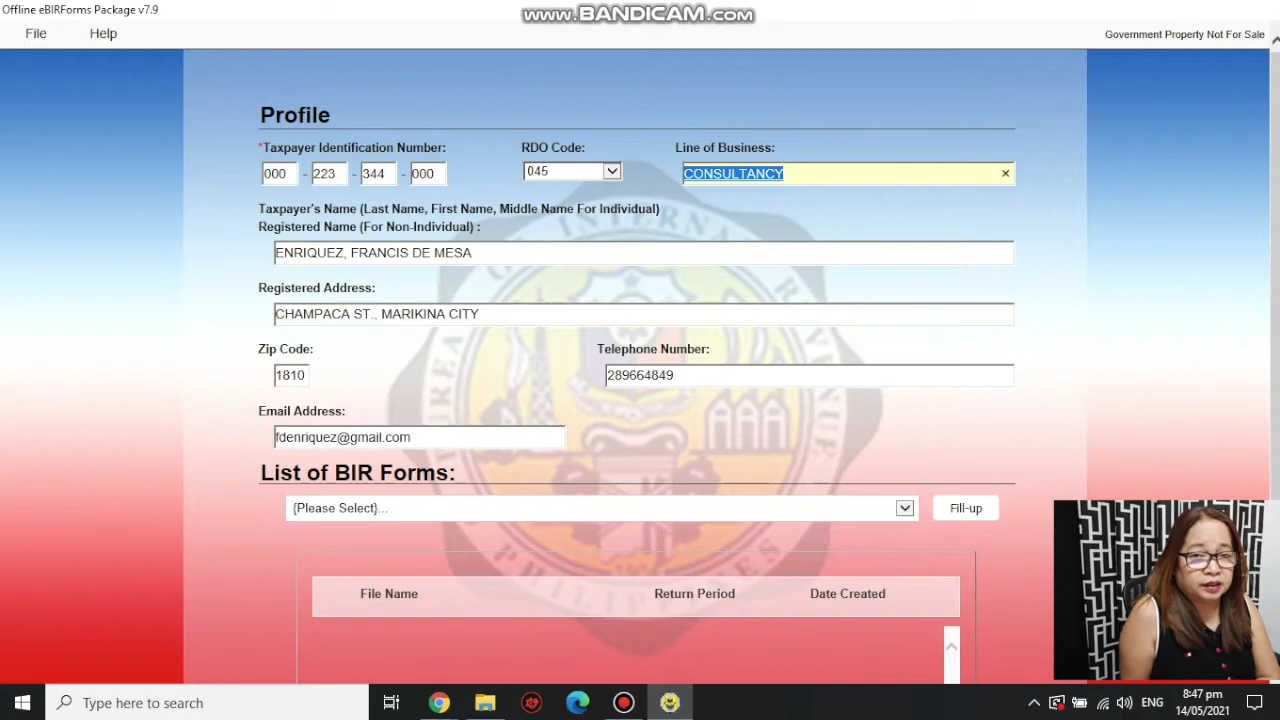 Offline eBIRForms Package v7.9
www.BANDICAM.com
File Help Government Property Not For Sale
Profile
*Taxpayer Identification Number: RDO Code: Line of Business:
000 - 223 - 344 - 000 045 CONSULTANCY ×
Taxpayer's Name (Last Name, First Name, Middle Name For Individual)
Registered Name (For Non-Individual) :
ENRIQUEZ, FRANCIS DE MESA
Registered Address:
CHAMPACA ST., MARIKINA CITY
Zip Code: Telephone Number:
1810 289664849
Email Address:
fdenriquez@gmail.com
List of BIR Forms:
{Please Select}... Fill-up
File Name Return Period Date Created
Type here to search
ENG
8:47 pm
14/05/2021